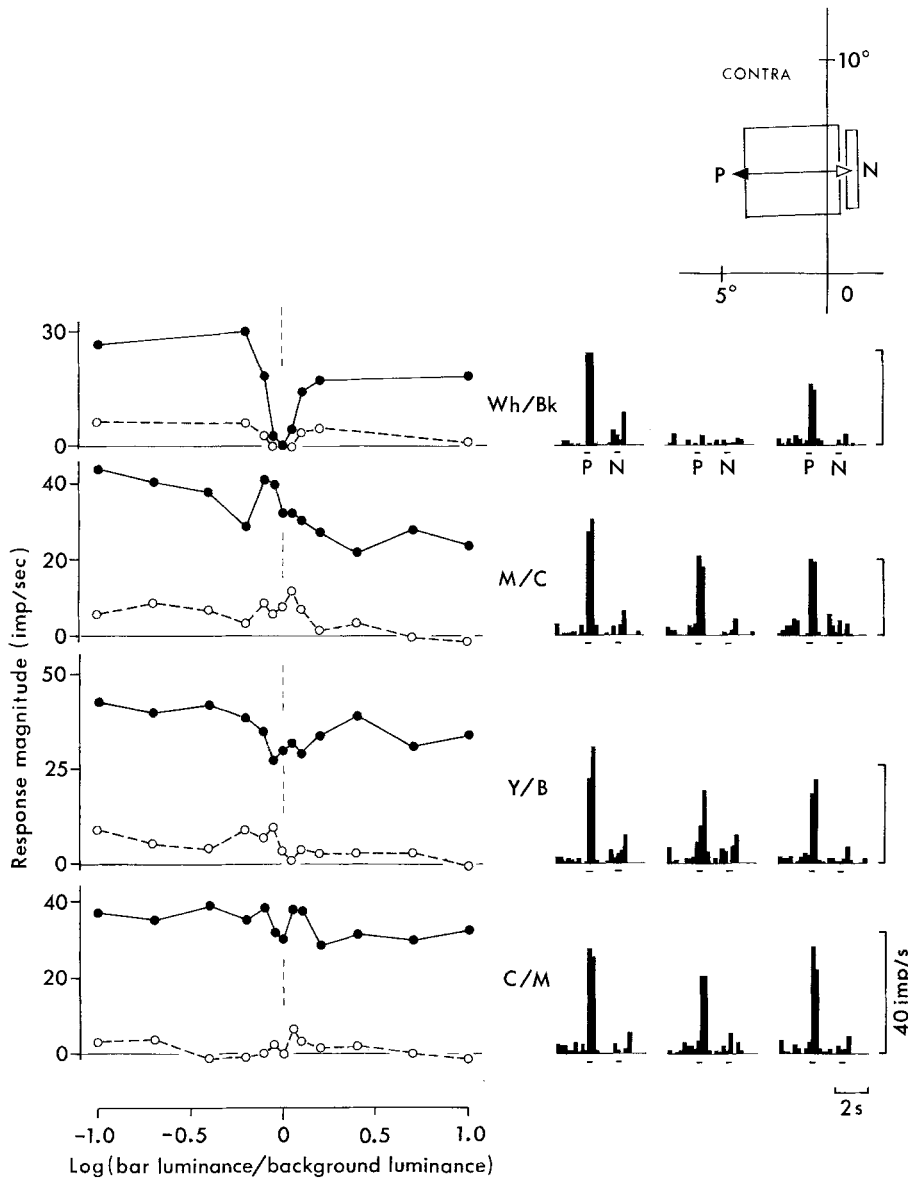 10°
CONTRA
P
N
5°
0
30
0
Wh/Bk
P N P N P N
40
20
0
M/C
50
25
0
Y/B
40
20
0
C/M
40 imp/s
2s
Response magnitude (imp/sec)
-1.0 -0.5 0 0.5 1.0
Log(bar luminance/background luminance)